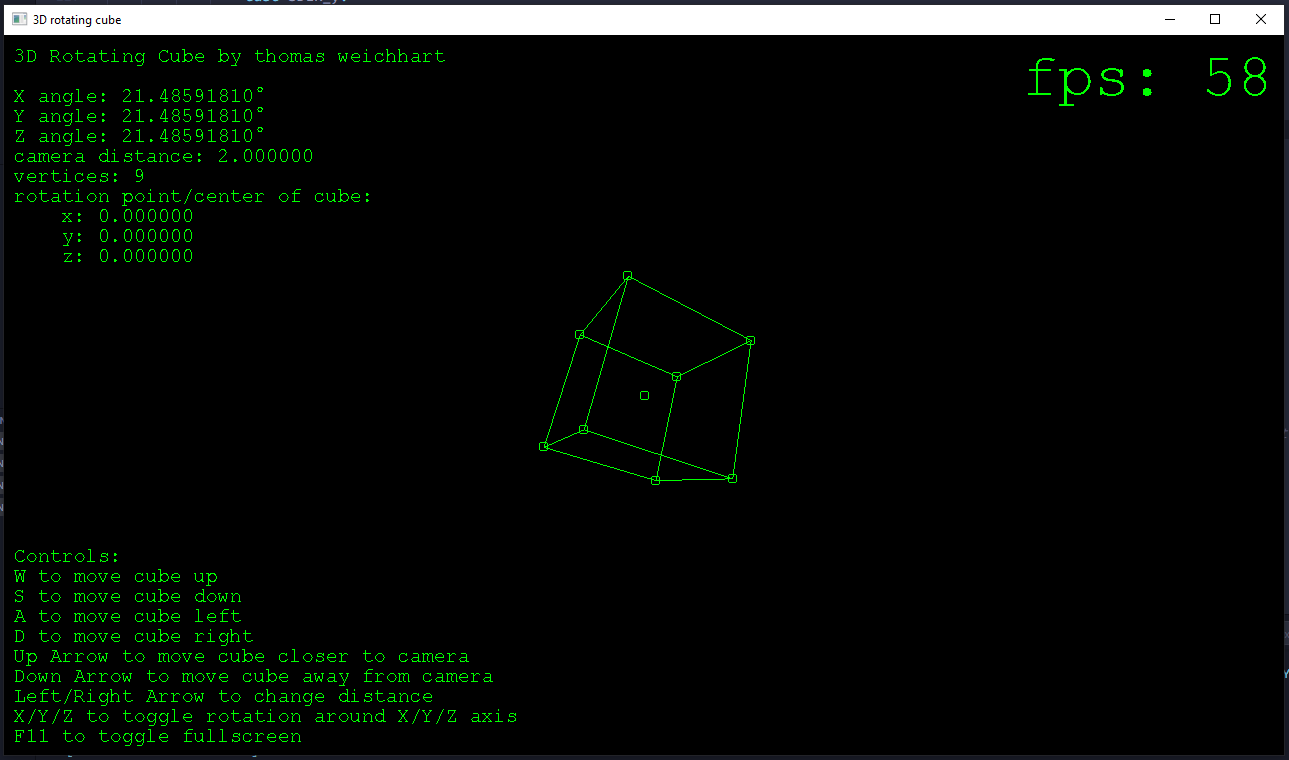 3D rotating cube
3D Rotating Cube by thomas weichhart
fps: 58
X angle: 21.48591810°
Y angle: 21.48591810°
Z angle: 21.48591810°
camera distance: 2.000000
vertices: 9
rotation point/center of cube:
x: 0.000000
y: 0.000000
z: 0.000000
Controls:
W to move cube up
S to move cube down
A to move cube left
D to move cube right
Up Arrow to move cube closer to camera
Down Arrow to move cube away from camera
Left/Right Arrow to change distance
X/Y/Z to toggle rotation around X/Y/Z axis
F11 to toggle fullscreen